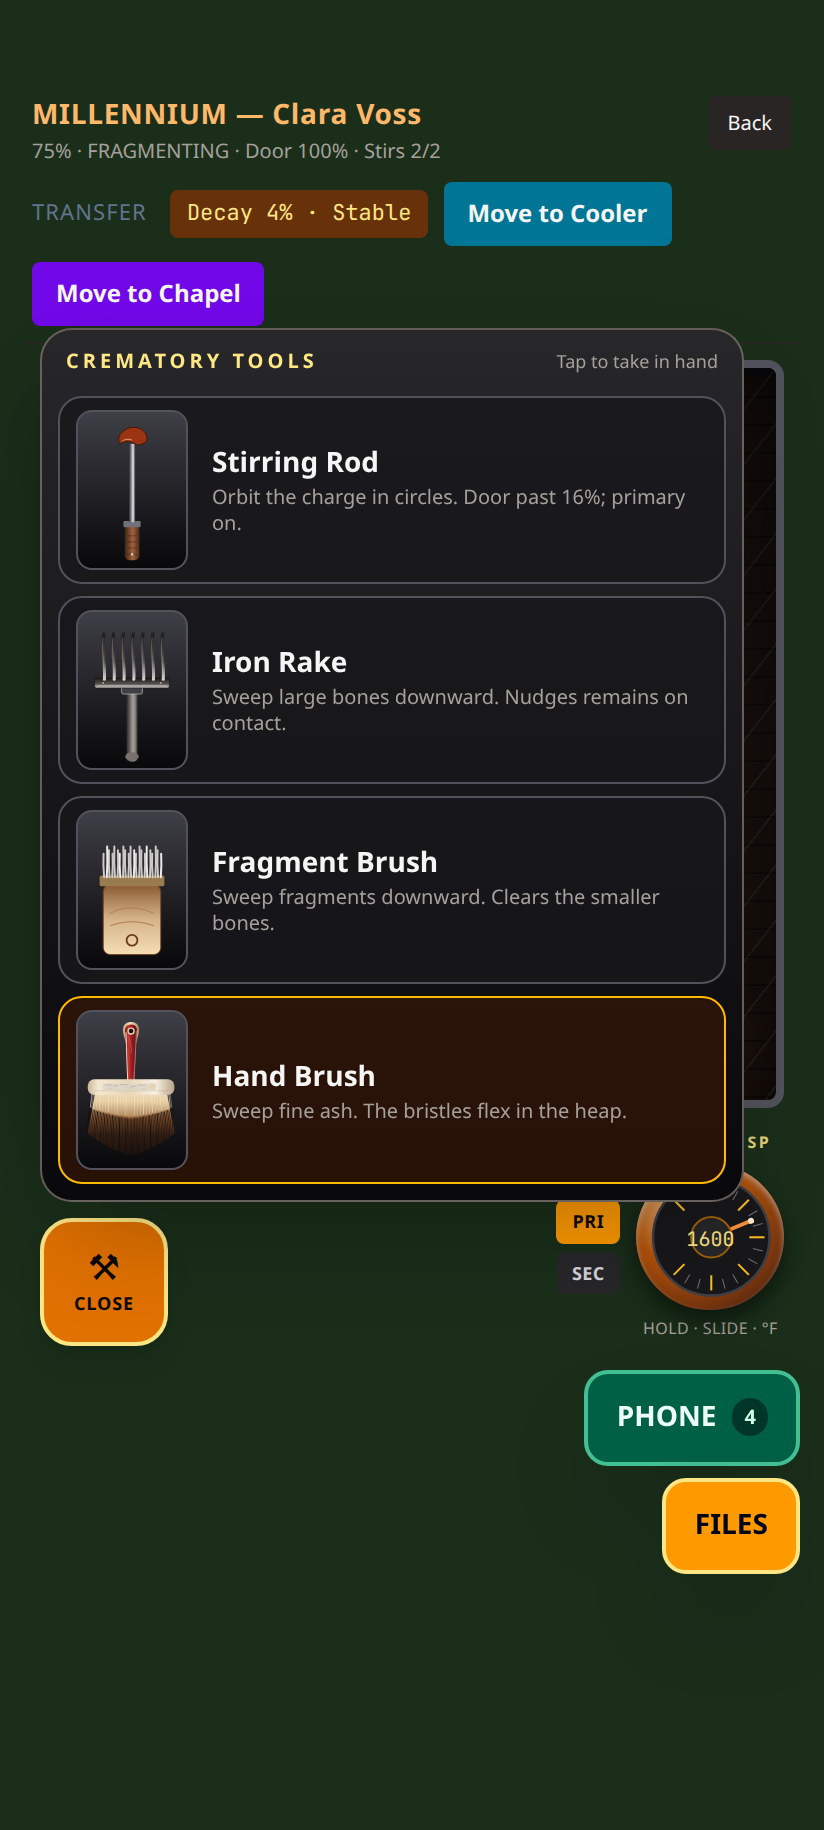 MILLENNIUM — Clara Voss
Back
75% · FRAGMENTING · Door 100% · Stirs 2/2
TRANSFER
Decay 4% · Stable
Move to Cooler
Move to Chapel
CREMATORY TOOLS
Tap to take in hand
Stirring Rod
Orbit the charge in circles. Door past 16%; primary
on.
Iron Rake
Sweep large bones downward. Nudges remains on
contact.
Fragment Brush
Sweep fragments downward. Clears the smaller
bones.
Hand Brush
Sweep fine ash. The bristles flex in the heap.
SP
PRI
1600
SEC
CLOSE
HOLD · SLIDE · °F
PHONE 4
FILES